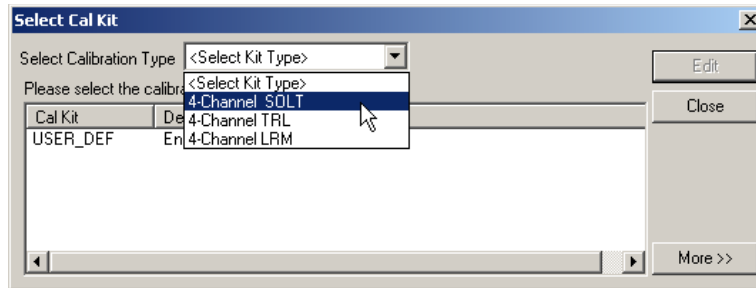 Select Cal Kit
Select Calibration Type <Select Kit Type>
Edit
<Select Kit Type>
Please select the calibra
4-Channel SOLT
Close
Cal Kit De 4-Channel TRL
USER_DEF En 4-Channel LRM
More >>